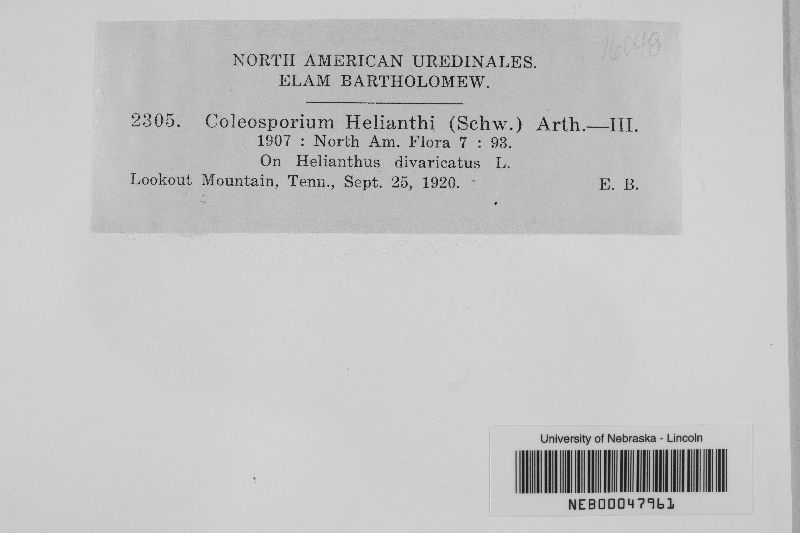 16048
NORTH AMERICAN UREDINALES.
ELAM BARTHOLOMEW.
2305. Coleosporium Helianthi (Schw.) Arth.—III.
1907 : North Am. Flora 7 : 93.
On Helianthus divaricatus L.
Lookout Mountain, Tenn., Sept. 25, 1920. E. B.
University of Nebraska - Lincoln
NEB00047961